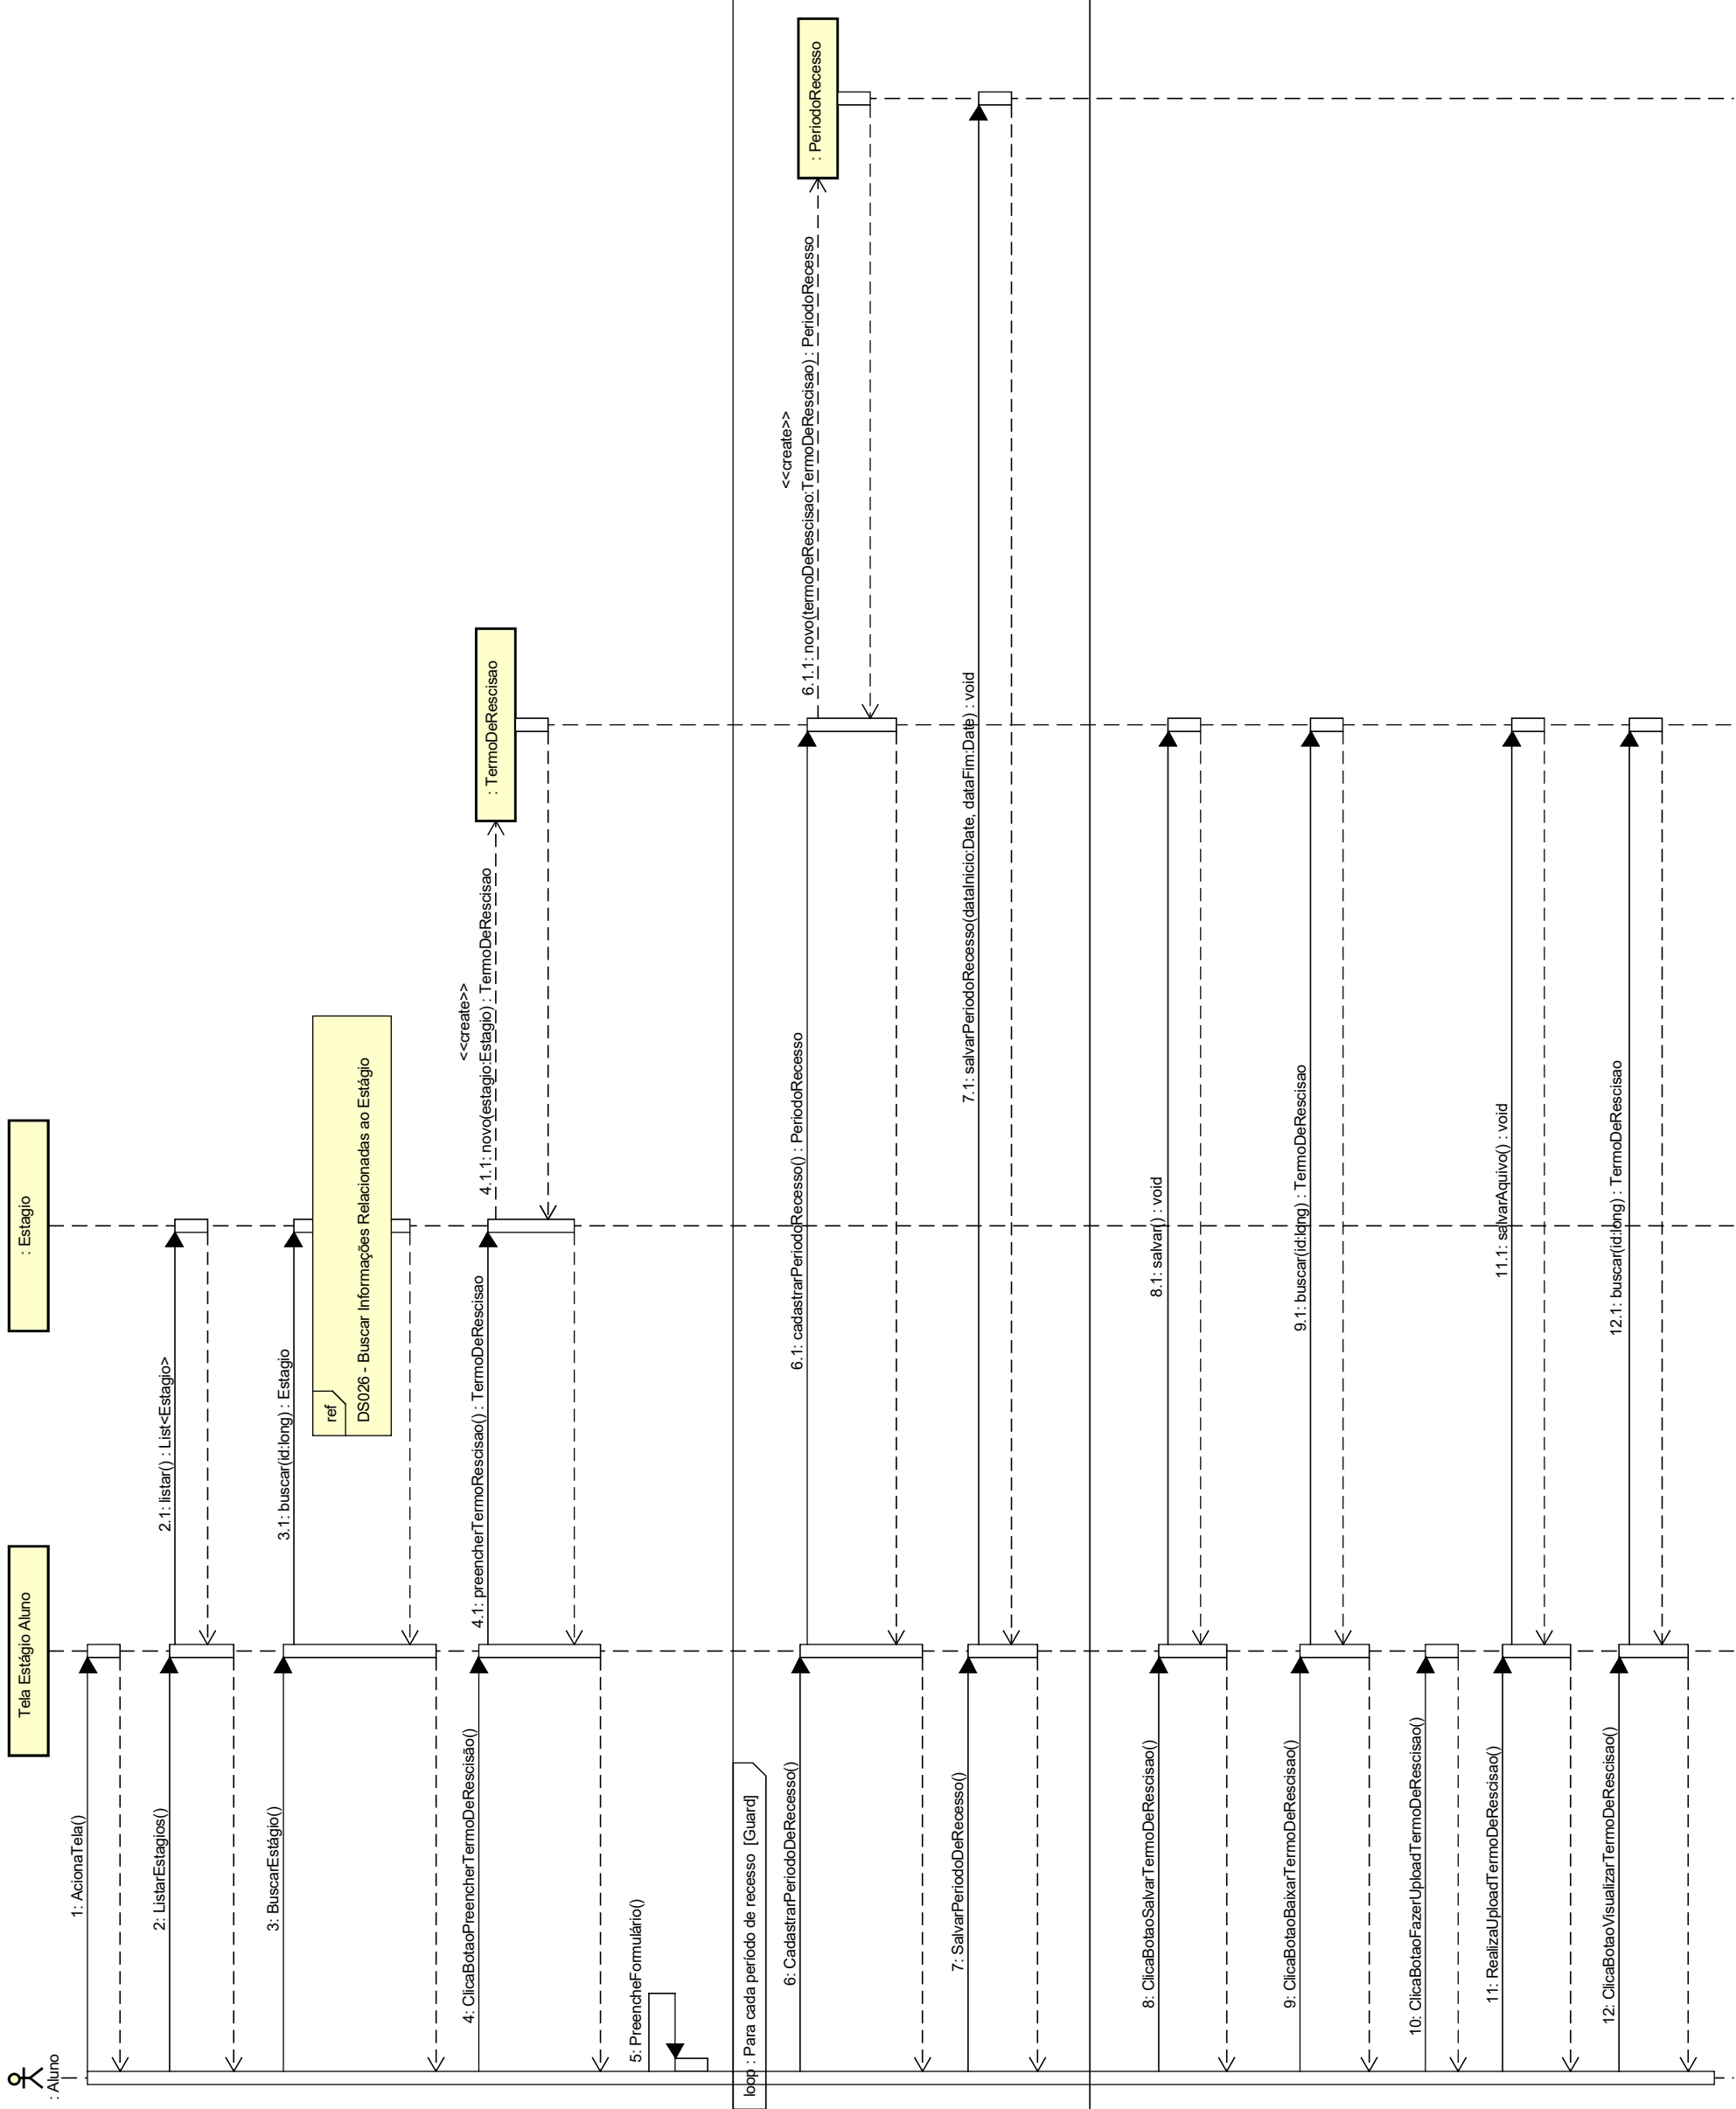 : Aluno
Tela Estágio Aluno
: Estagio
1: AcionaTela()
2: ListarEstagios()
2.1: listar() : List<Estagio>
3: BuscarEstágio()
3.1: buscar(id:long) : Estagio
ref
DS026 - Buscar Informações Relacionadas ao Estágio
4: ClicaBotaoPreencherTermoDeRescisão()
4.1: preencherTermoRescisao() : TermoDeRescisao
<<create>>
4.1.1: novo(estagio:Estagio) : TermoDeRescisao
: TermoDeRescisao
5: PreencheFormulário()
loop : Para cada período de recesso [Guard]
6: CadastrarPeriodoDeRecesso()
6.1: cadastrarPeriodoRecesso() : PeriodoRecesso
<<create>>
6.1.1: novo(termoDeRescisao:TermoDeRescisao) : PeriodoRecesso
: PeriodoRecesso
7: SalvarPeriodoDeRecesso()
7.1: salvarPeriodoRecesso(dataInicio:Date, dataFim:Date) : void
8: ClicaBotaoSalvarTermoDeRescisao()
8.1: salvar() : void
9: ClicaBotaoBaixarTermoDeRescisao()
9.1: buscar(id:long) : TermoDeRescisao
10: ClicaBotaoFazerUploadTermoDeRescisao()
11: RealizaUploadTermoDeRescisao()
11.1: salvarAquivo() : void
12: ClicaBotaoVisualizarTermoDeRescisao()
12.1: buscar(id:long) : TermoDeRescisao